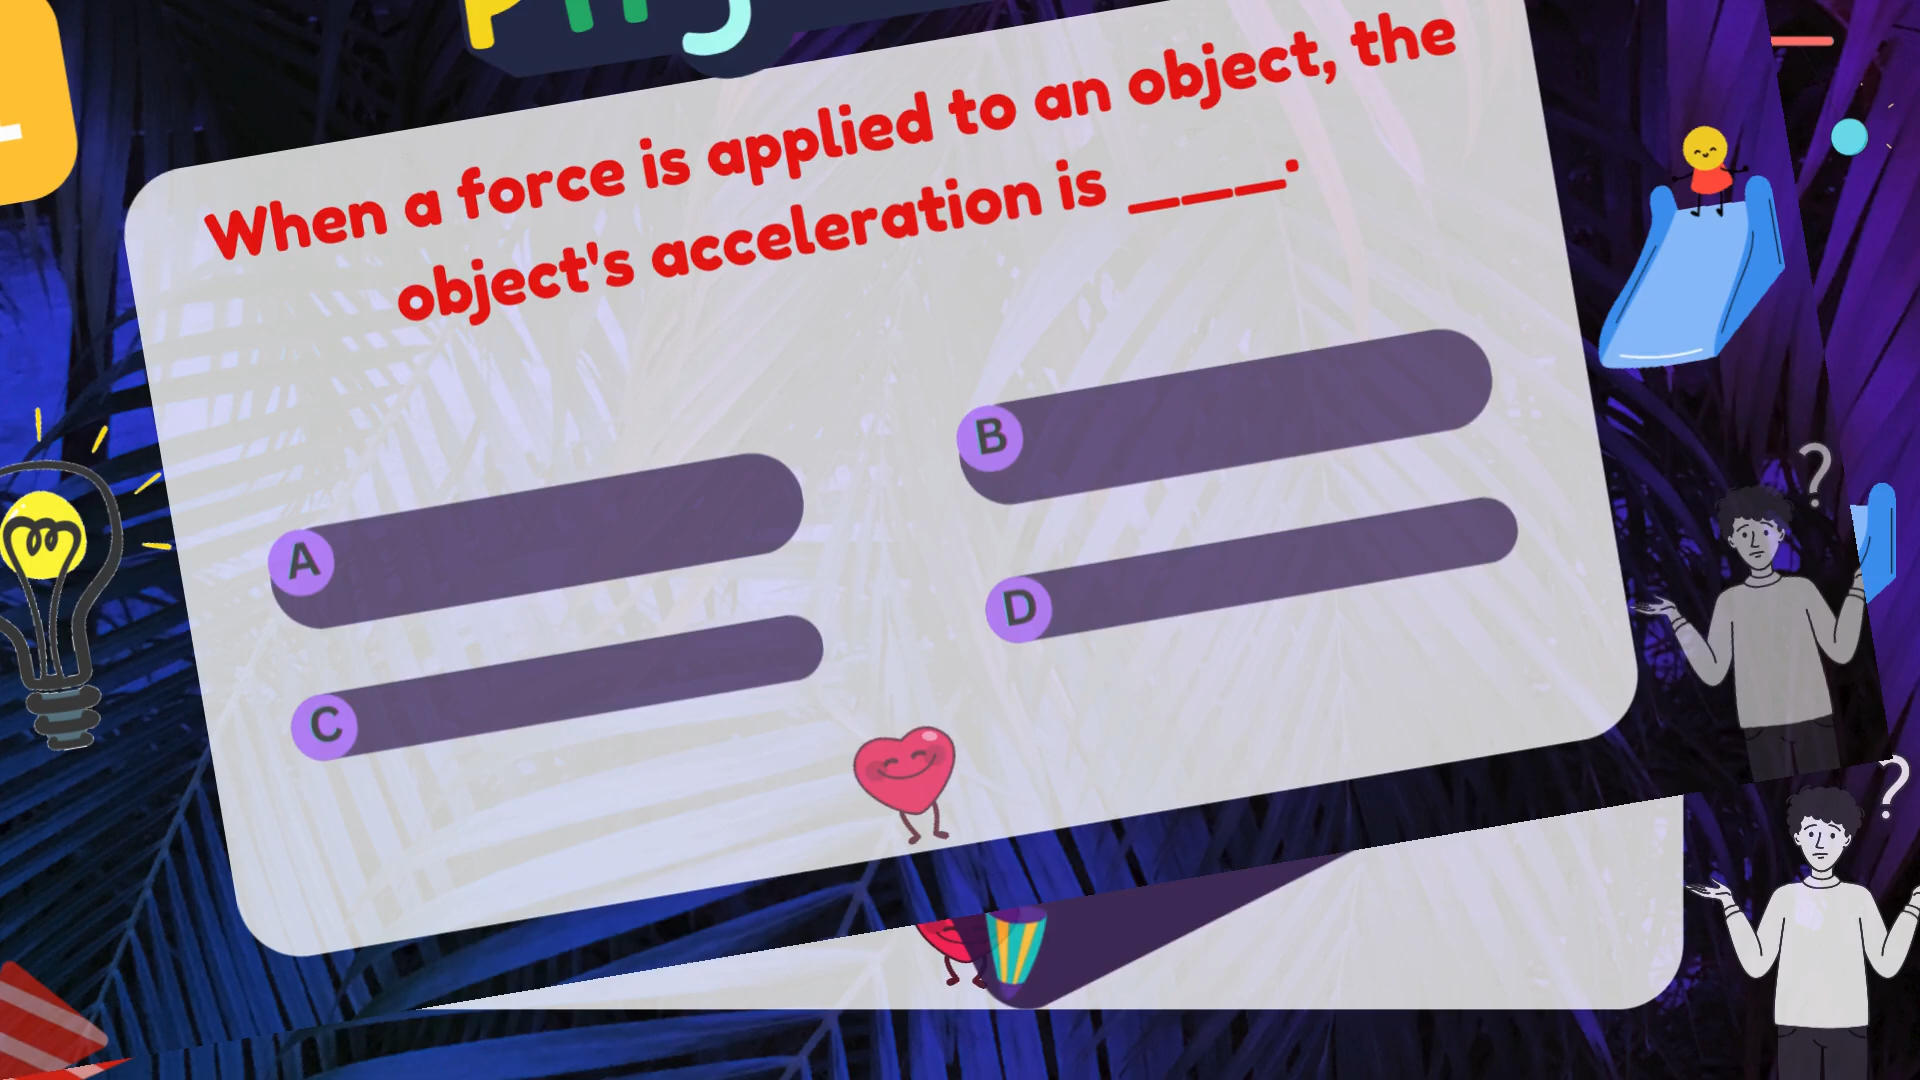 When a force is applied to an object, the
object's acceleration is ____.
B
A
D
C
?
?